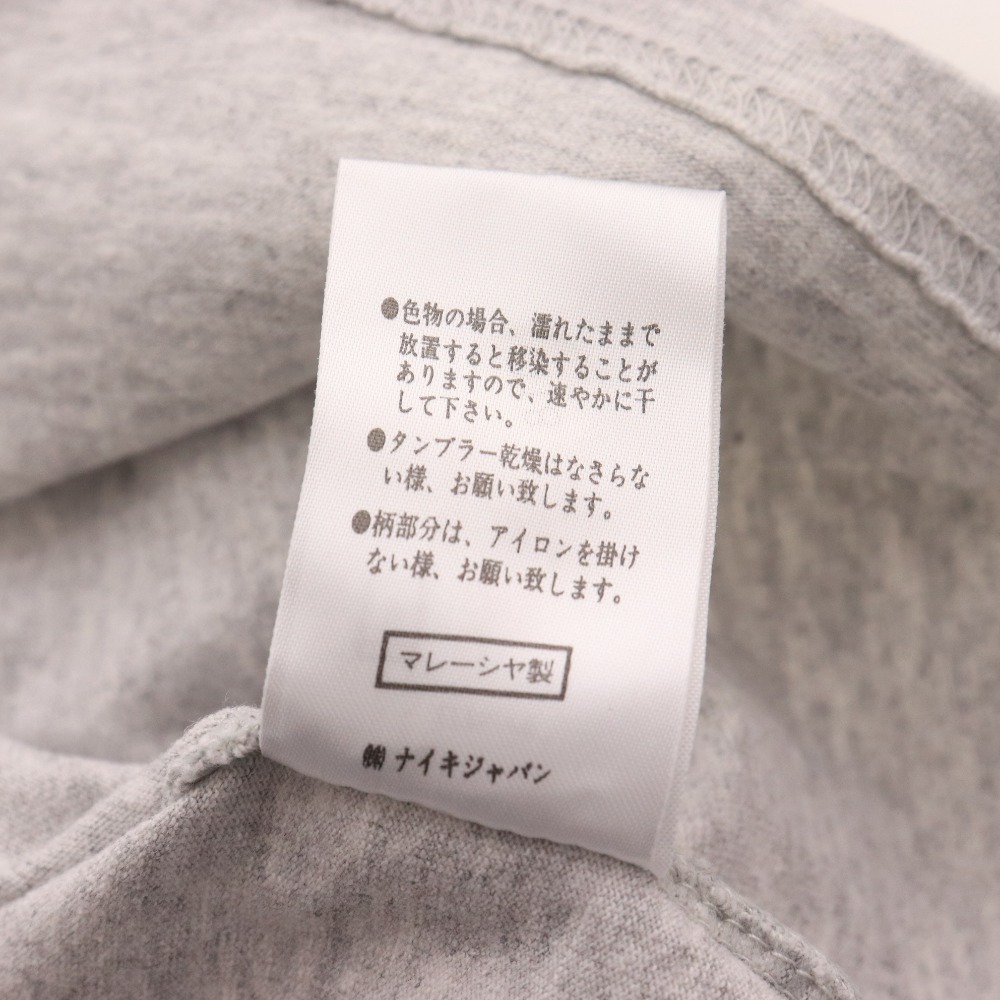 ●色物の場合、濡れたままで
放置すると移染することが
ありますので、速やかに干
して下さい。
●タンブラー乾燥はなさらな
い様、お願い致します。
●柄部分は、アイロンを掛け
ない様、お願い致します。
マレーシヤ製
㈱ ナイキジャパン